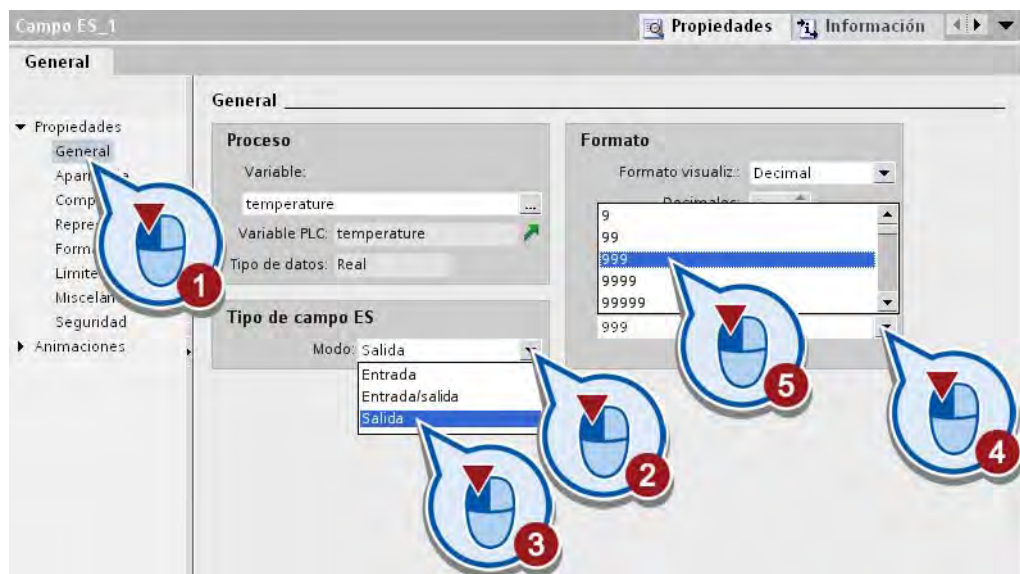 Campo ES_1
Propiedades
Información
General
General
Propiedades
General
Seguridad
Animaciones
Proceso
Variable:
temperature
...
Variable PLC: temperature
Tipo de datos: Real
Tipo de campo ES
Modo: Salida
Entrada
Entrada/salida
Salida
Formato
Formato visualiz.: Decimal
Decimales:
9
99
999
9999
99999
999
1
2
3
4
5